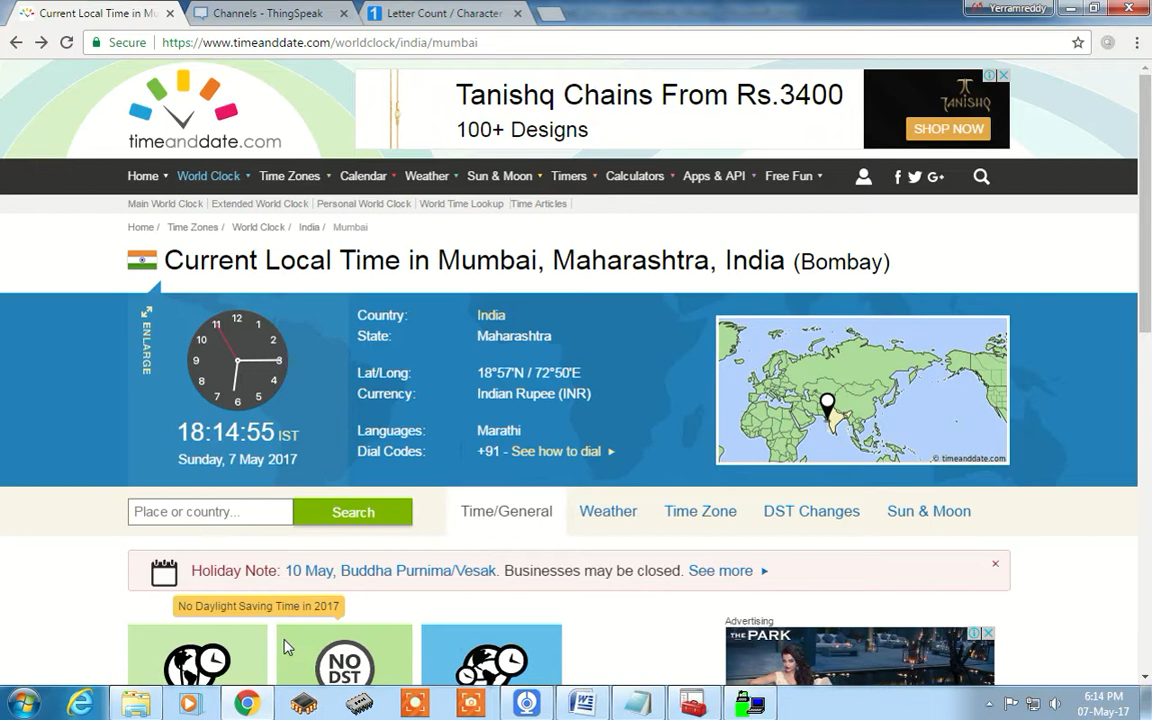 Current Local Time in Mu
Channels - ThingSpeak
Letter Count / Character
Yerramreddy
Secure
https://www.timeanddate.com/worldclock/india/mumbai
timeanddate.com
Tanishq Chains From Rs.3400
100+ Designs
TANISHQ
SHOP NOW
Home World Clock Time Zones Calendar Weather Sun & Moon Timers Calculators Apps & API Free Fun
Main World Clock Extended World Clock Personal World Clock World Time Lookup Time Articles
Home / Time Zones / World Clock / India / Mumbai
Current Local Time in Mumbai, Maharashtra, India (Bombay)
ENLARGE
12 1 2 3 4 5 6 7 8 9 10 11
18:14:55 IST
Sunday, 7 May 2017
Country: India
State: Maharashtra
Lat/Long: 18°57'N / 72°50'E
Currency: Indian Rupee (INR)
Languages: Marathi
Dial Codes: +91 - See how to dial
© timeanddate.com
Place or country...
Search
Time/General
Weather
Time Zone
DST Changes
Sun & Moon
Holiday Note: 10 May, Buddha Purnima/Vesak. Businesses may be closed. See more
No Daylight Saving Time in 2017
NO
DST
Advertising
THE PARK
6:14 PM
07-May-17